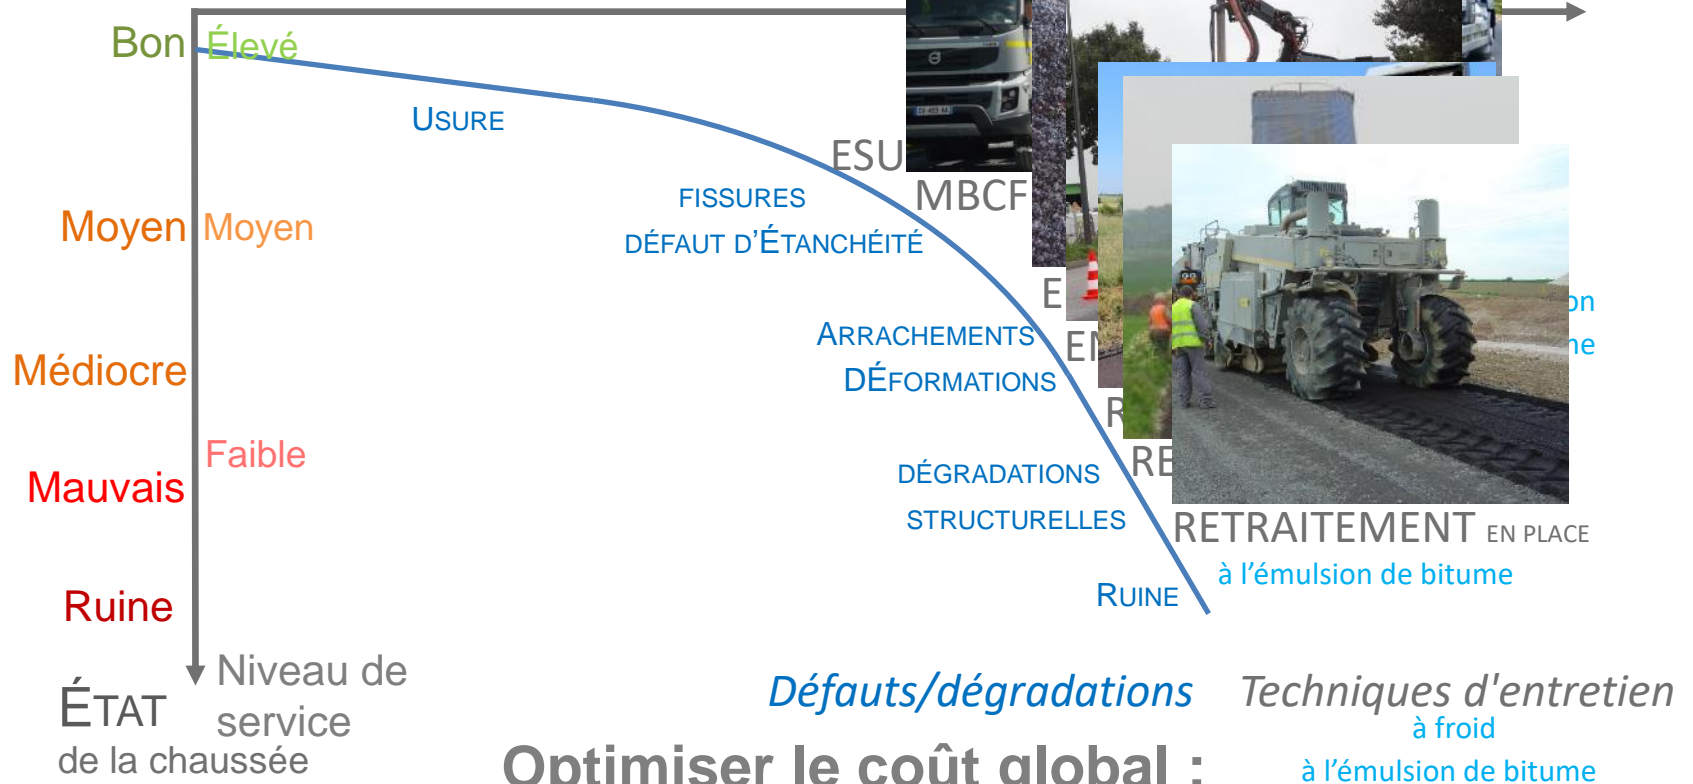 Bon Élevé
USURE
ESU
MBCF
FISSURES
Moyen Moyen
DÉFAUT D'ÉTANCHÉITÉ
ARRACHEMENTS
Médiocre
DÉFORMATIONS
Faible
Mauvais
DÉGRADATIONS
STRUCTURELLES
RETRAITEMENT EN PLACE
à l'émulsion de bitume
Ruine
RUINE
Niveau de
service
ÉTAT
de la chaussée
Défauts/dégradations Techniques d'entretien
à froid
à l'émulsion de bitume
Optimiser le coût global :